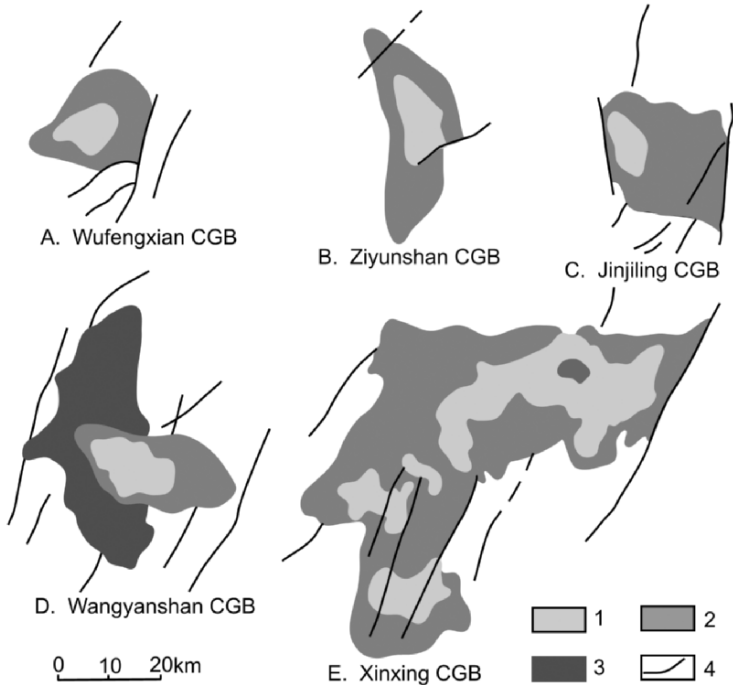 A. Wufengxian CGB
B. Ziyunshan CGB
C. Jinjiling CGB
D. Wangyanshan CGB
E. Xinxing CGB
1
2
3
4
0 10 20km